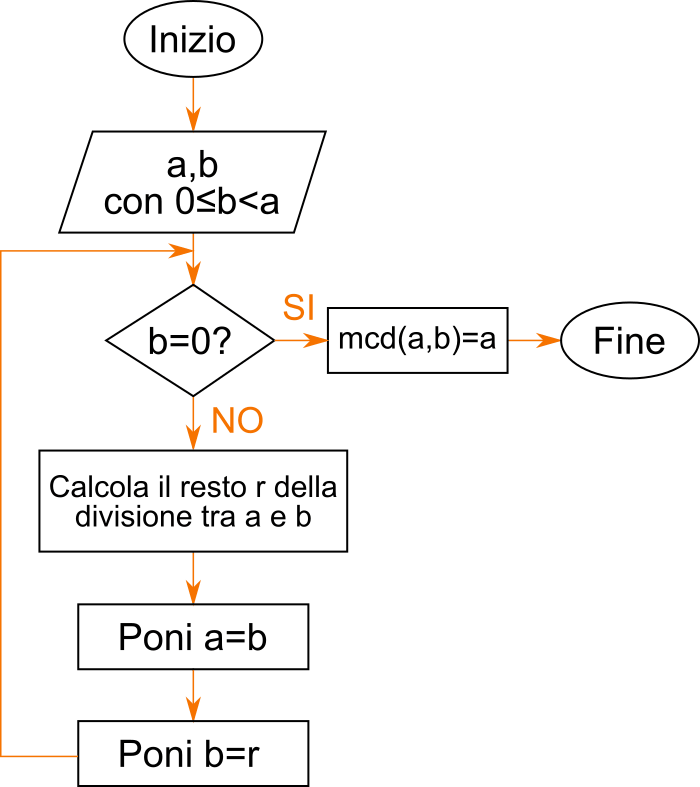 Inizio
a,b
con 0≤b<a
b=0?
SI
mcd(a,b)=a
Fine
NO
Calcola il resto r della
divisione tra a e b
Poni a=b
Poni b=r